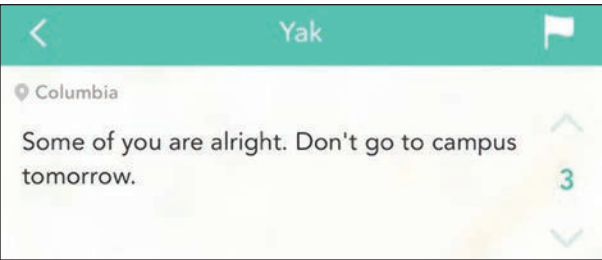 Yak
Columbia
Some of you are alright. Don't go to campus
tomorrow.
3